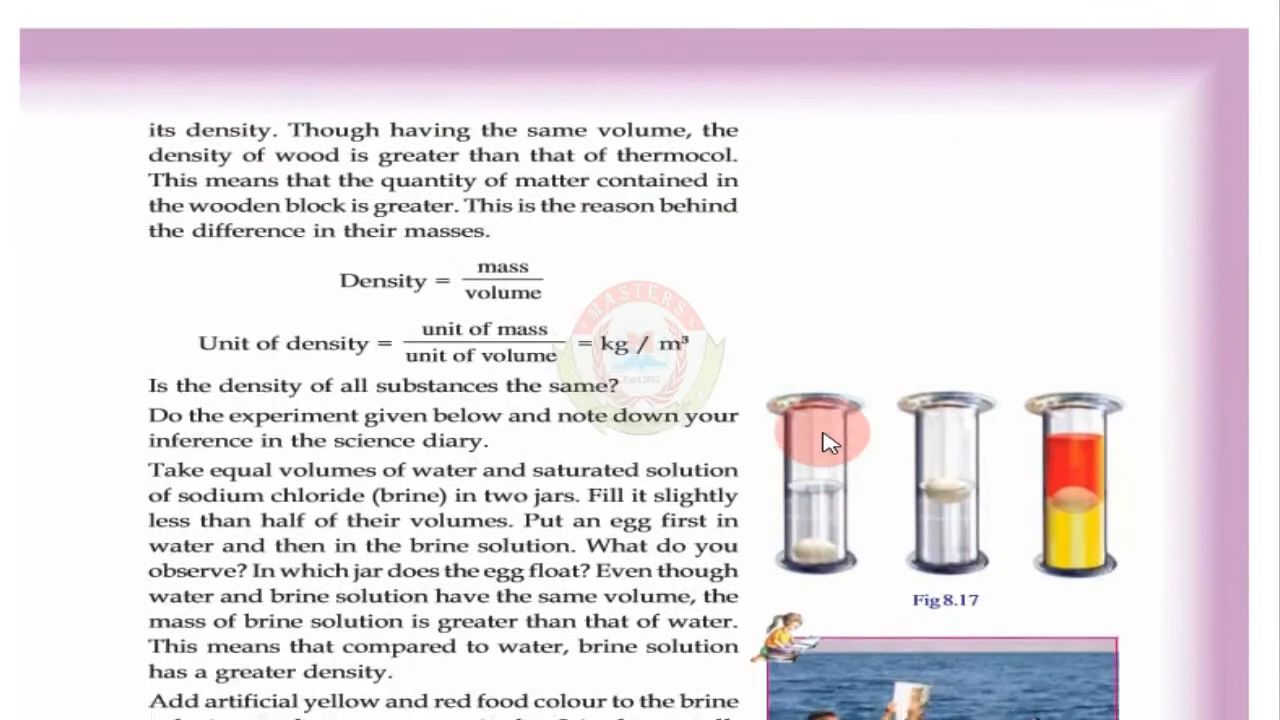 its density. Though having the same volume, the
density of wood is greater than that of thermocol.
This means that the quantity of matter contained in
the wooden block is greater. This is the reason behind
the difference in their masses.
Density = mass
volume
Unit of density = unit of mass
unit of volume
= kg / m³
MASTERS
Estd.2002
Is the density of all substances the same?
Do the experiment given below and note down your
inference in the science diary.
Take equal volumes of water and saturated solution
of sodium chloride (brine) in two jars. Fill it slightly
less than half of their volumes. Put an egg first in
water and then in the brine solution. What do you
observe? In which jar does the egg float? Even though
water and brine solution have the same volume, the
mass of brine solution is greater than that of water.
This means that compared to water, brine solution
has a greater density.
Add artificial yellow and red food colour to the brine
Fig 8.17